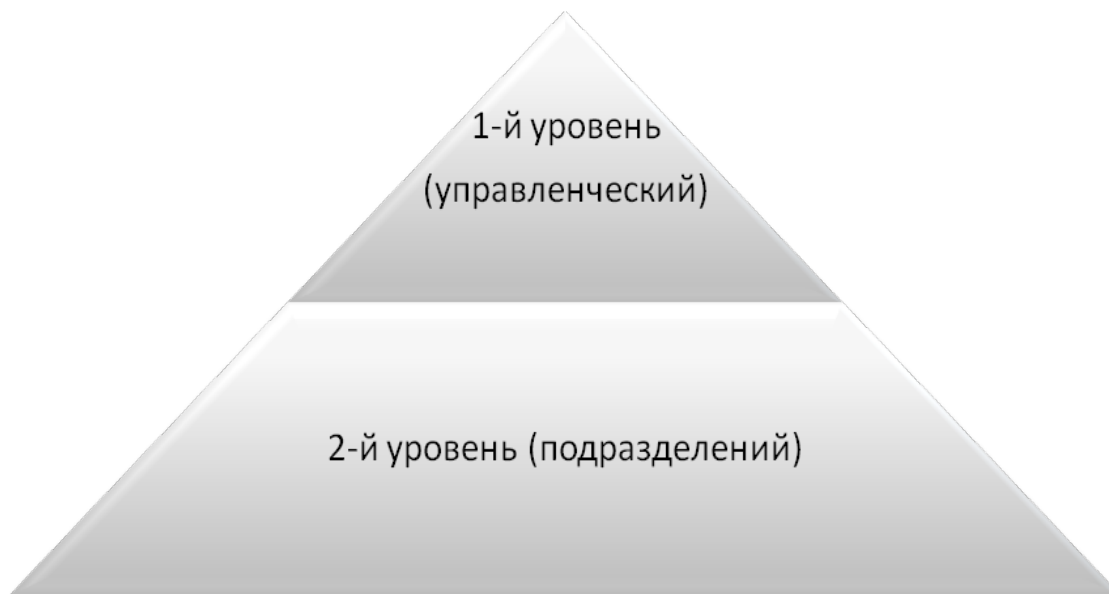 1-й уровень
(управленческий)
2-й уровень (подразделений)